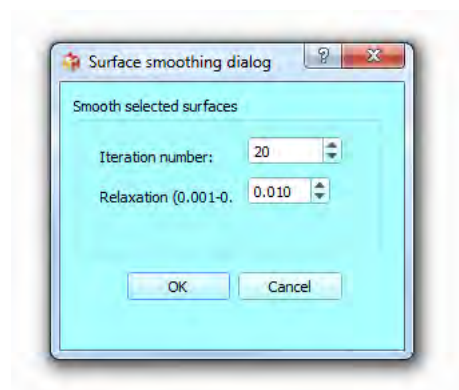 Surface smoothing dialog
Smooth selected surfaces
Iteration number: 20
Relaxation (0.001-0. 0.010
OK Cancel